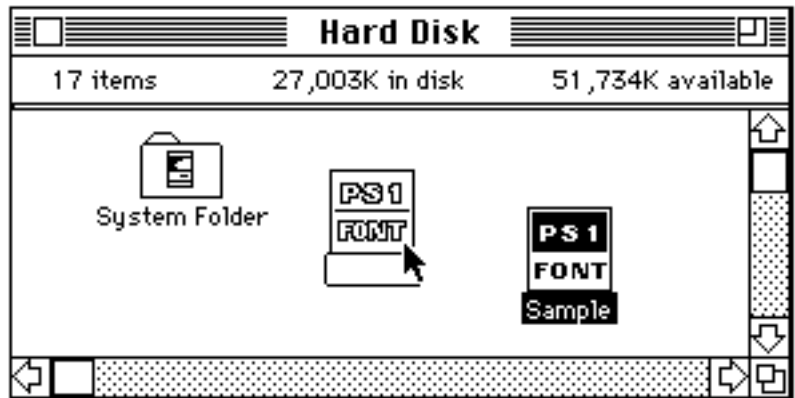 Hard Disk
17 items 27,003K in disk 51,734K available
System Folder
PS1
FONT
PS1
FONT
Sample